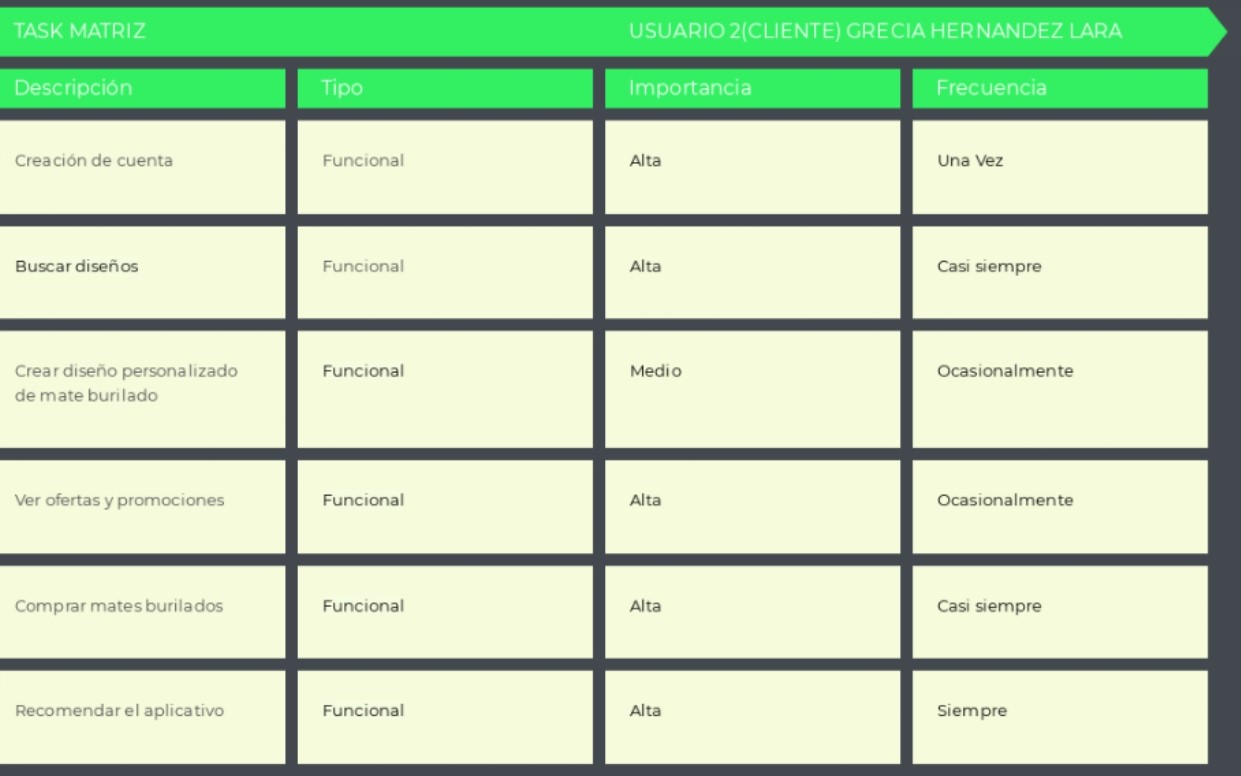 TASK MATRIZ USUARIO 2(CLIENTE) GRECIA HERNANDEZ LARA
Descripción Tipo Importancia Frecuencia
Creación de cuenta Funcional Alta Una Vez
Buscar diseños Funcional Alta Casi siempre
Crear diseño personalizado Funcional Medio Ocasionalmente
de mate burilado
Ver ofertas y promociones Funcional Alta Ocasionalmente
Comprar mates burilados Funcional Alta Casi siempre
Recomendar el aplicativo Funcional Alta Siempre